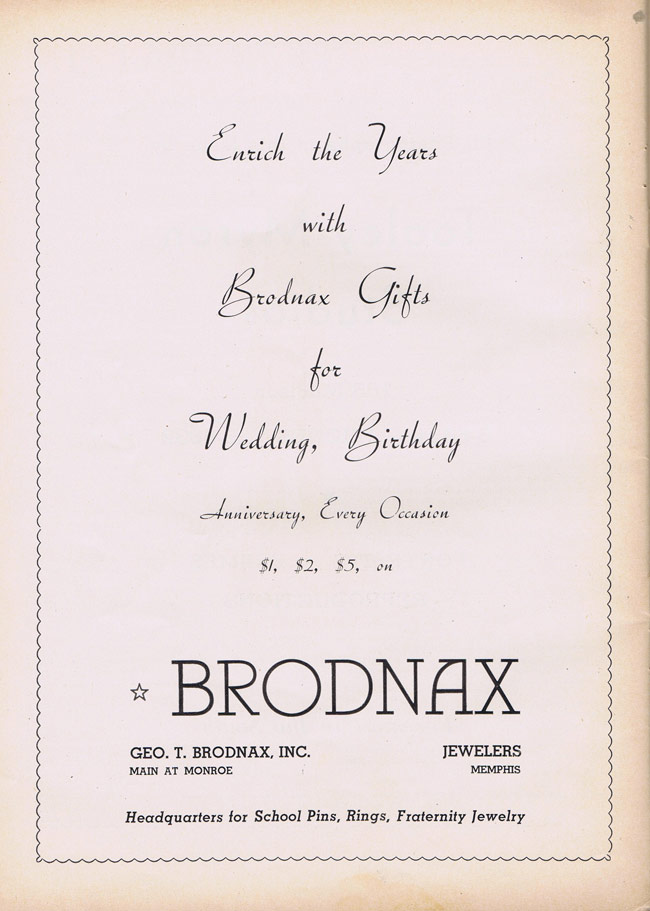 Enrich the Years
with
Brodnax Gifts
for
Wedding, Birthday
Anniversary, Every Occasion
$1, $2, $5, on
☆ BRODNAX
GEO. T. BRODNAX, INC. JEWELERS
MAIN AT MONROE MEMPHIS
Headquarters for School Pins, Rings, Fraternity Jewelry